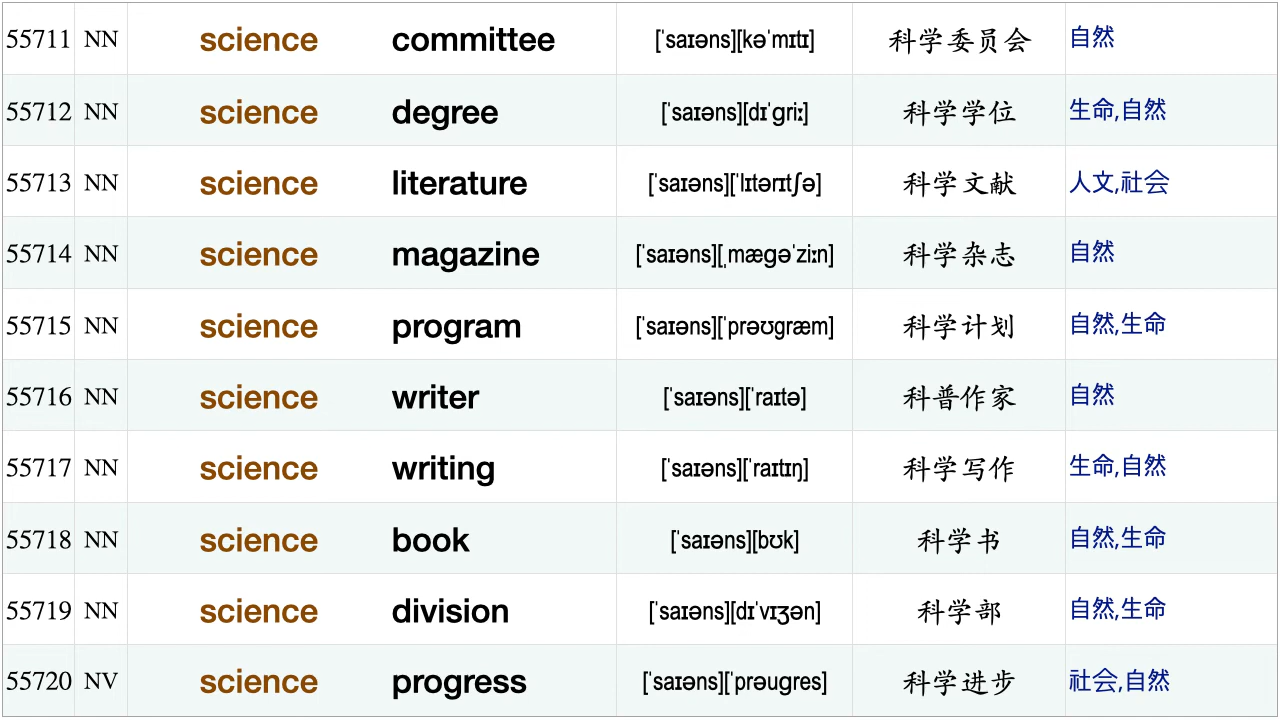 55711 NN science committee [ˈsaɪəns][kəˈmɪtɪ] 科学委员会 自然
55712 NN science degree [ˈsaɪəns][dɪˈɡriː] 科学学位 生命,自然
55713 NN science literature [ˈsaɪəns][ˈlɪtərɪtʃə] 科学文献 人文,社会
55714 NN science magazine [ˈsaɪəns][ˌmæɡəˈziːn] 科学杂志 自然
55715 NN science program [ˈsaɪəns][ˈprəʊɡræm] 科学计划 自然,生命
55716 NN science writer [ˈsaɪəns][ˈraɪtə] 科普作家 自然
55717 NN science writing [ˈsaɪəns][ˈraɪtɪŋ] 科学写作 生命,自然
55718 NN science book [ˈsaɪəns][bʊk] 科学书 自然,生命
55719 NN science division [ˈsaɪəns][dɪˈvɪʒən] 科学部 自然,生命
55720 NV science progress [ˈsaɪəns][ˈprəuɡres] 科学进步 社会,自然